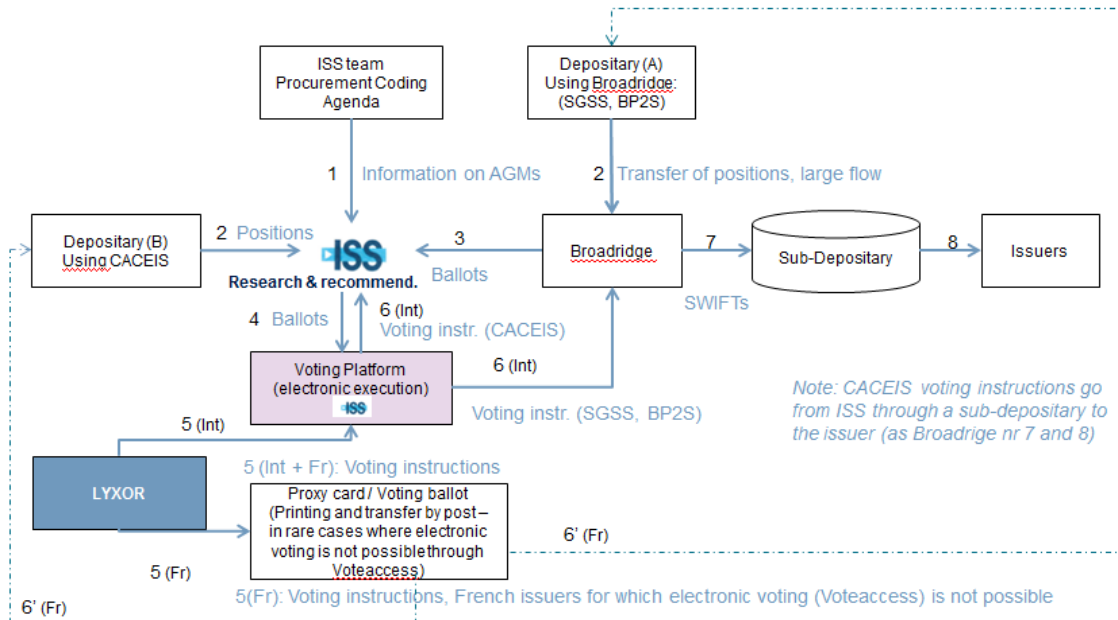 ISS team
Procurement Coding
Agenda
Depositary (A)
Using Broadridge:
(SGSS, BP2S)
1 Information on AGMs
2 Transfer of positions, large flow
Depositary (B)
Using CACEIS
2 Positions
ISS
Research & recommend.
3
Ballots
Broadridge
7
SWIFTs
Sub-Depositary
8
Issuers
4 Ballots
6 (Int)
Voting instr. (CACEIS)
Voting Platform
(electronic execution)
ISS
6 (Int)
Voting instr. (SGSS, BP2S)
Note: CACEIS voting instructions go
from ISS through a sub-depositary to
the issuer (as Broadrige nr 7 and 8)
5 (Int)
LYXOR
5 (Int + Fr): Voting instructions
Proxy card / Voting ballot
(Printing and transfer by post –
in rare cases where electronic
voting is not possible through
Voteaccess)
6' (Fr)
5 (Fr)
5(Fr): Voting instructions, French issuers for which electronic voting (Voteaccess) is not possible
6' (Fr)